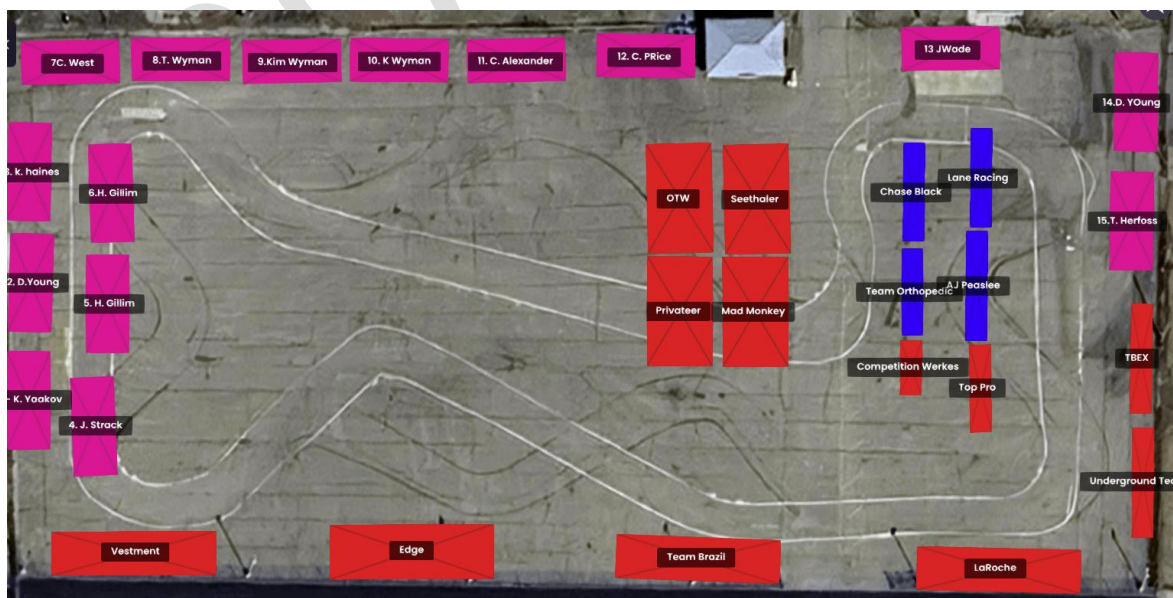 7C. West
8.T. Wyman
9.Kim Wyman
10. K Wyman
11. C. Alexander
12. C. PRice
13 JWade
14.D. YOung
k. haines
6.H. Gillim
OTW
Seethaler
Chase Black
Lane Racing
15.T. Herfoss
2. D.Young
5. H. Gillim
Privateer
Mad Monkey
Team Orthopedic
AJ Peaslee
TBEX
Competition Werkes
Top Pro
- K. Yaakov
4. J. Strack
Underground
Vestment
Edge
Team Brazil
LaRoche